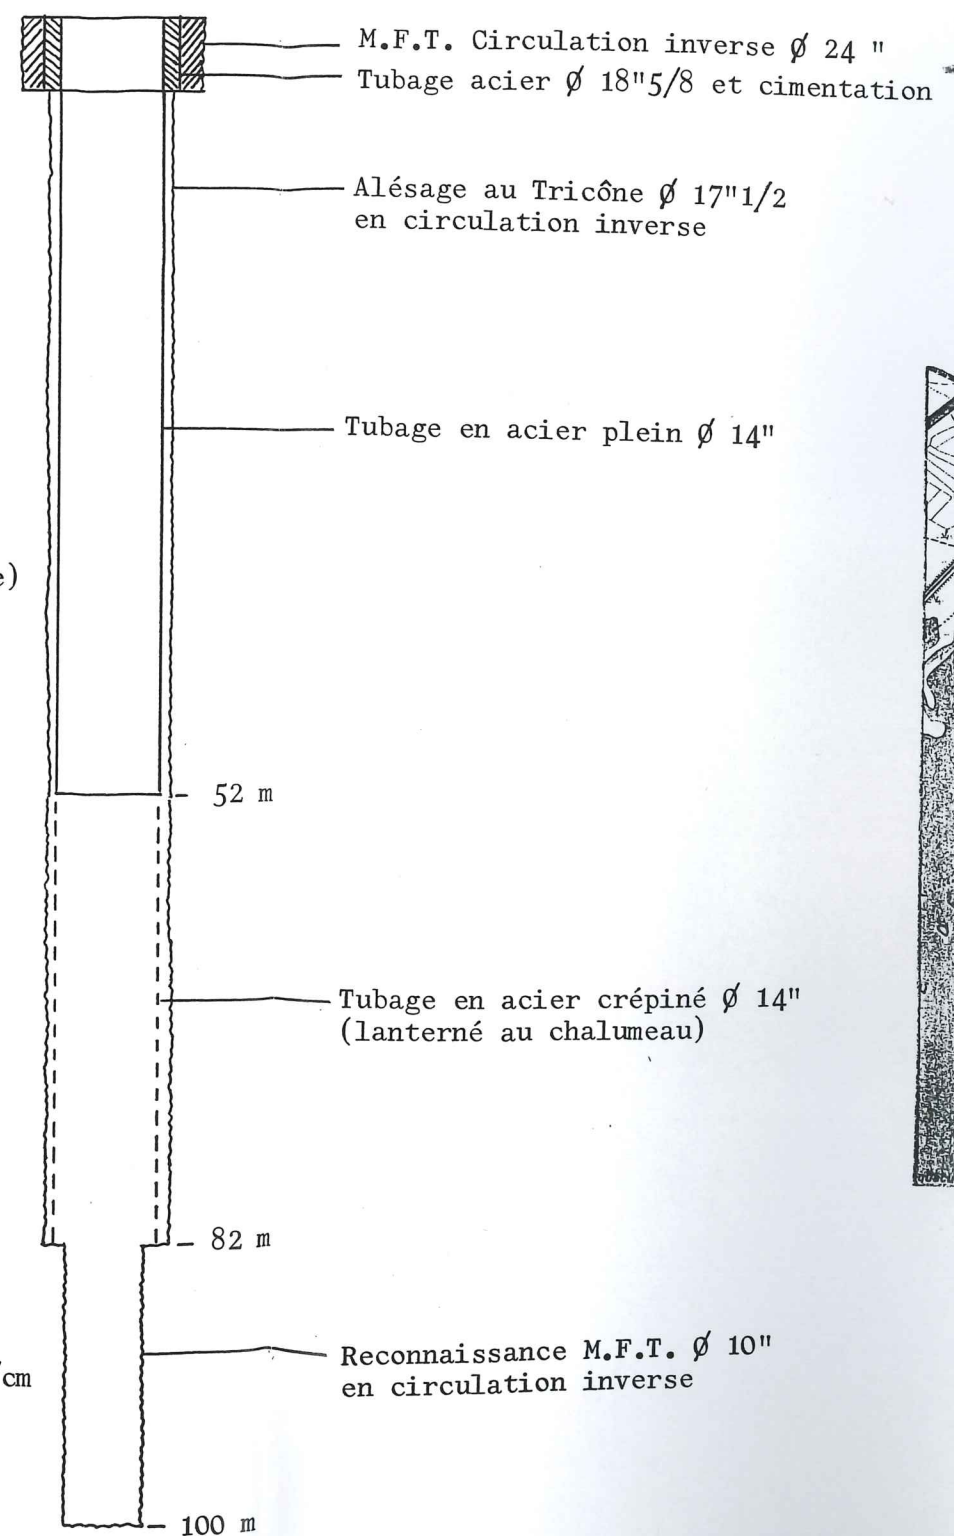 M.F.T. Circulation inverse Ø 24 "
Tubage acier Ø 18"5/8 et cimentation
Alésage au Tricône Ø 17"1/2
en circulation inverse
Tubage en acier plein Ø 14"
e)
52 m
Tubage en acier crépiné Ø 14"
(lanterné au chalumeau)
82 m
Reconnaissance M.F.T. Ø 10"
en circulation inverse
/cm
100 m